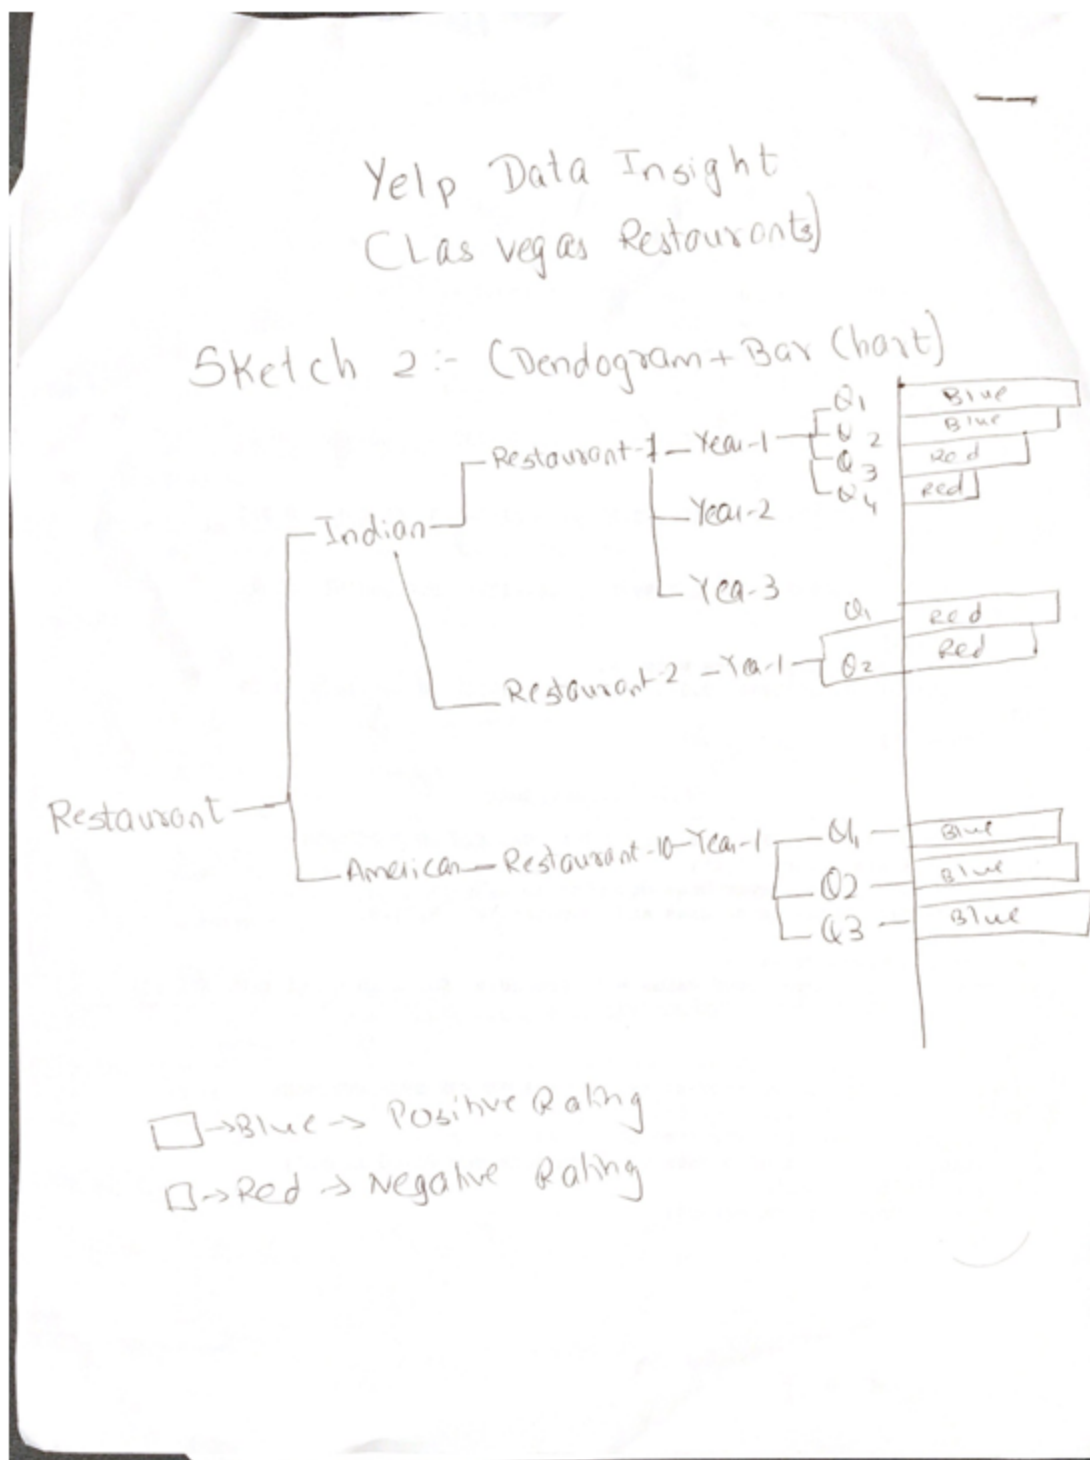 Yelp Data Insight
(Las vegas Restaurants)
Sketch 2:- (Dendogram + Bar Chart)
Q1 Blue
Restaurant-1 Year-1 Q2 Blue
Q3 Red
Q4 Red
Year-2
Indian
Yea-3
Q1 Red
Restaurant-2 - Yea-1 Q2 Red
Restaurant
Q1 Blue
American Restaurant-10 Year-1
Q2 Blue
Q3 Blue
□→Blue→ Positive Rating
□→Red→ Negative Rating